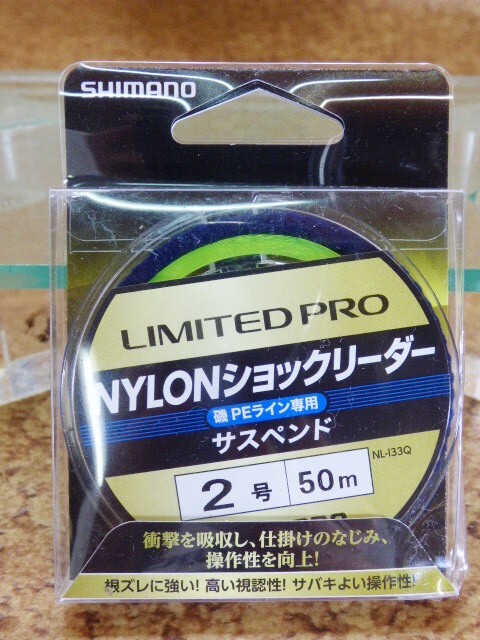 SHIMANO
LIMITED PRO
NYLONショックリーダー
磯 PEライン専用
サスペンド
NL-I33Q
2号 50m
衝撃を吸収し、仕掛けのなじみ、
操作性を向上!
根ズレに強い! 高い視認性! サバキよい操作性!